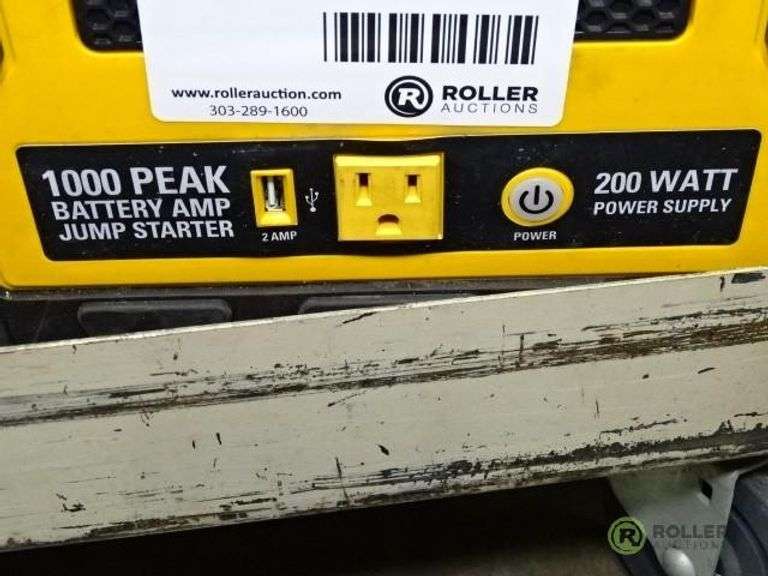 www.rollerauction.com
303-289-1600
R ROLLER
AUCTIONS
1000 PEAK
BATTERY AMP
JUMP STARTER
2 AMP
POWER
200 WATT
POWER SUPPLY
R ROLLER
AUCTIONS